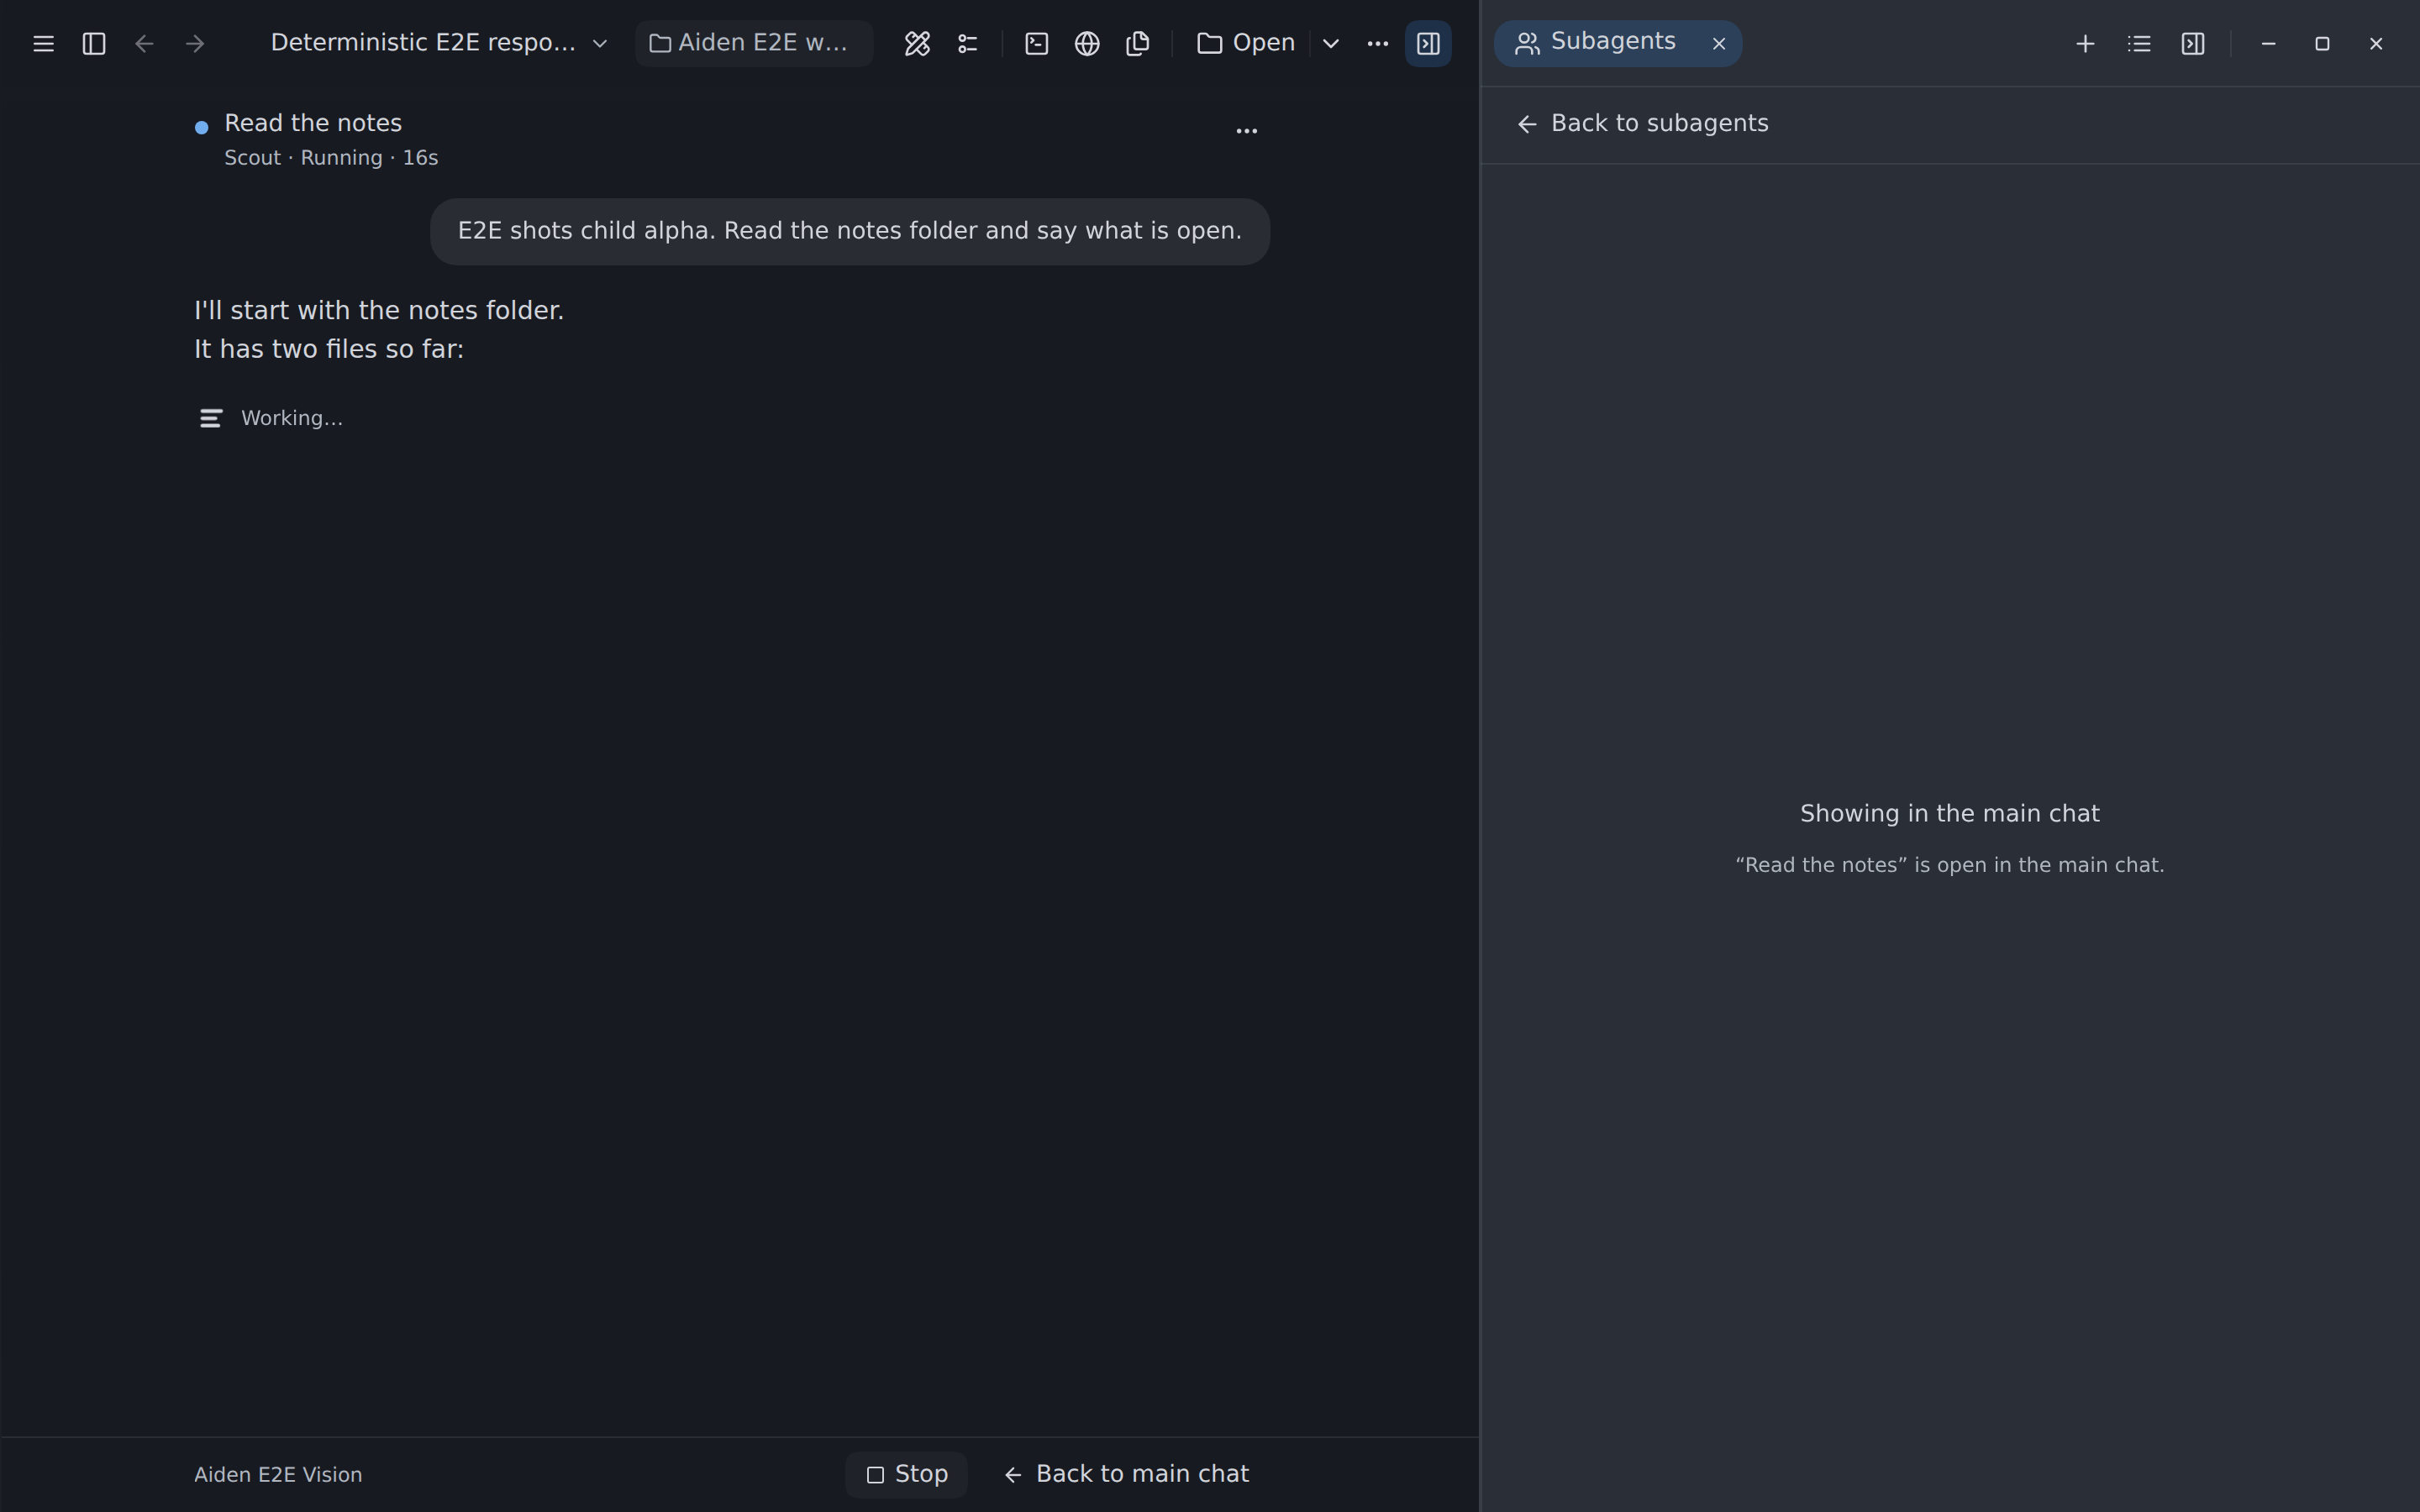 Deterministic E2E respo...
Aiden E2E w...
Open
Subagents
Read the notes
Scout · Running · 16s
Back to subagents
E2E shots child alpha. Read the notes folder and say what is open.
I'll start with the notes folder.
It has two files so far:
Working...
Showing in the main chat
“Read the notes” is open in the main chat.
Aiden E2E Vision
Stop
Back to main chat